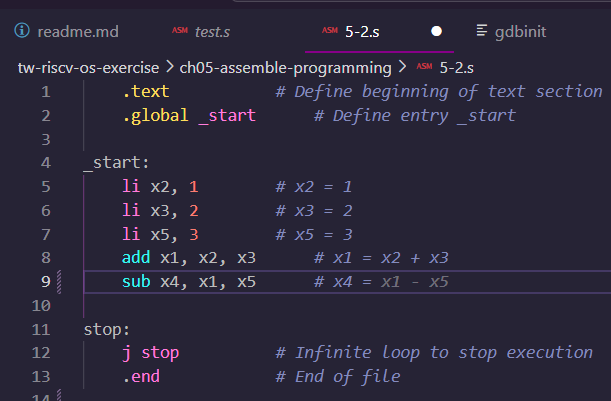 readme.md ASM test.s ASM 5-2.s gdbinit
tw-riscv-os-exercise > ch05-assemble-programming > ASM 5-2.s
1 .text # Define beginning of text section
2 .global _start # Define entry _start
3
4 _start:
5 li x2, 1 # x2 = 1
6 li x3, 2 # x3 = 2
7 li x5, 3 # x5 = 3
8 add x1, x2, x3 # x1 = x2 + x3
9 sub x4, x1, x5 # x4 = x1 - x5
10
11 stop:
12 j stop # Infinite loop to stop execution
13 .end # End of file
14